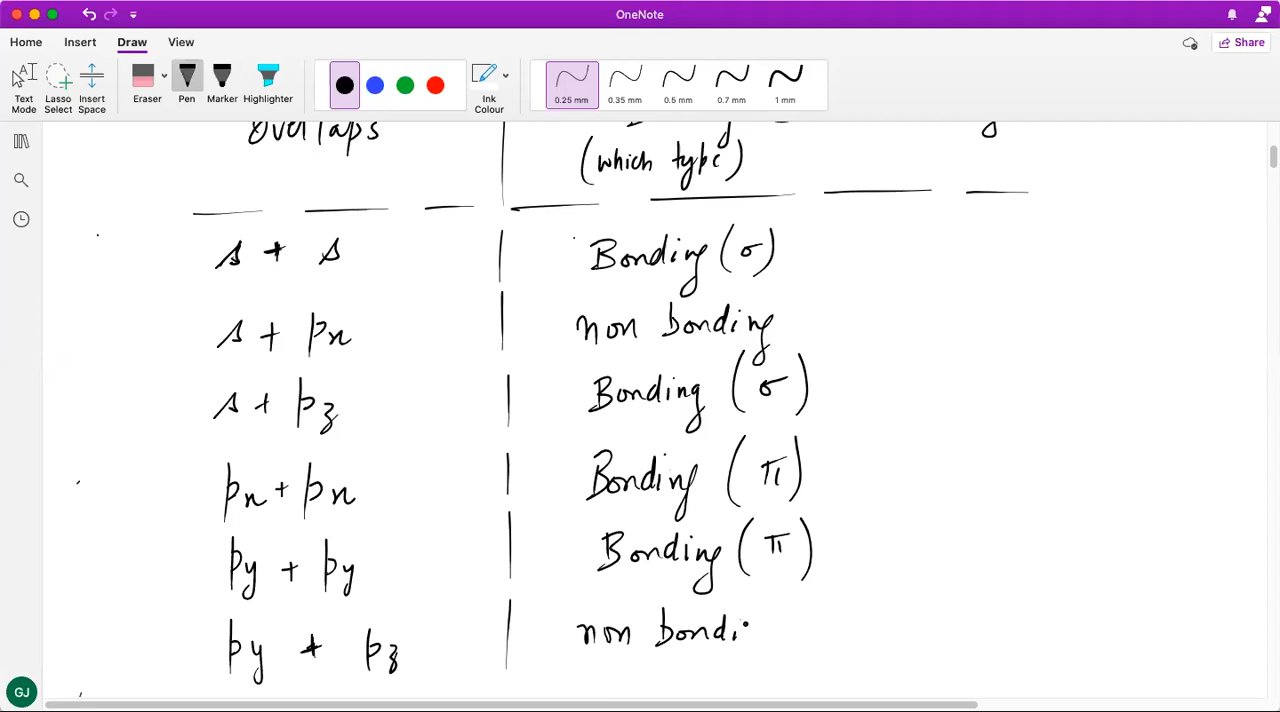 OneNote
Home Insert Draw View
Share
Text Mode
Lasso Select
Insert Space
Eraser
Pen
Marker
Highlighter
Ink Colour
0.25 mm 0.35 mm 0.5 mm 0.7 mm 1 mm
Overlaps
(which type)
s + s | Bonding (σ)
s + px | non bonding
s + pz | Bonding (σ)
px + px | Bonding (π)
py + py | Bonding (π)
py + pz | non bondi
GJ